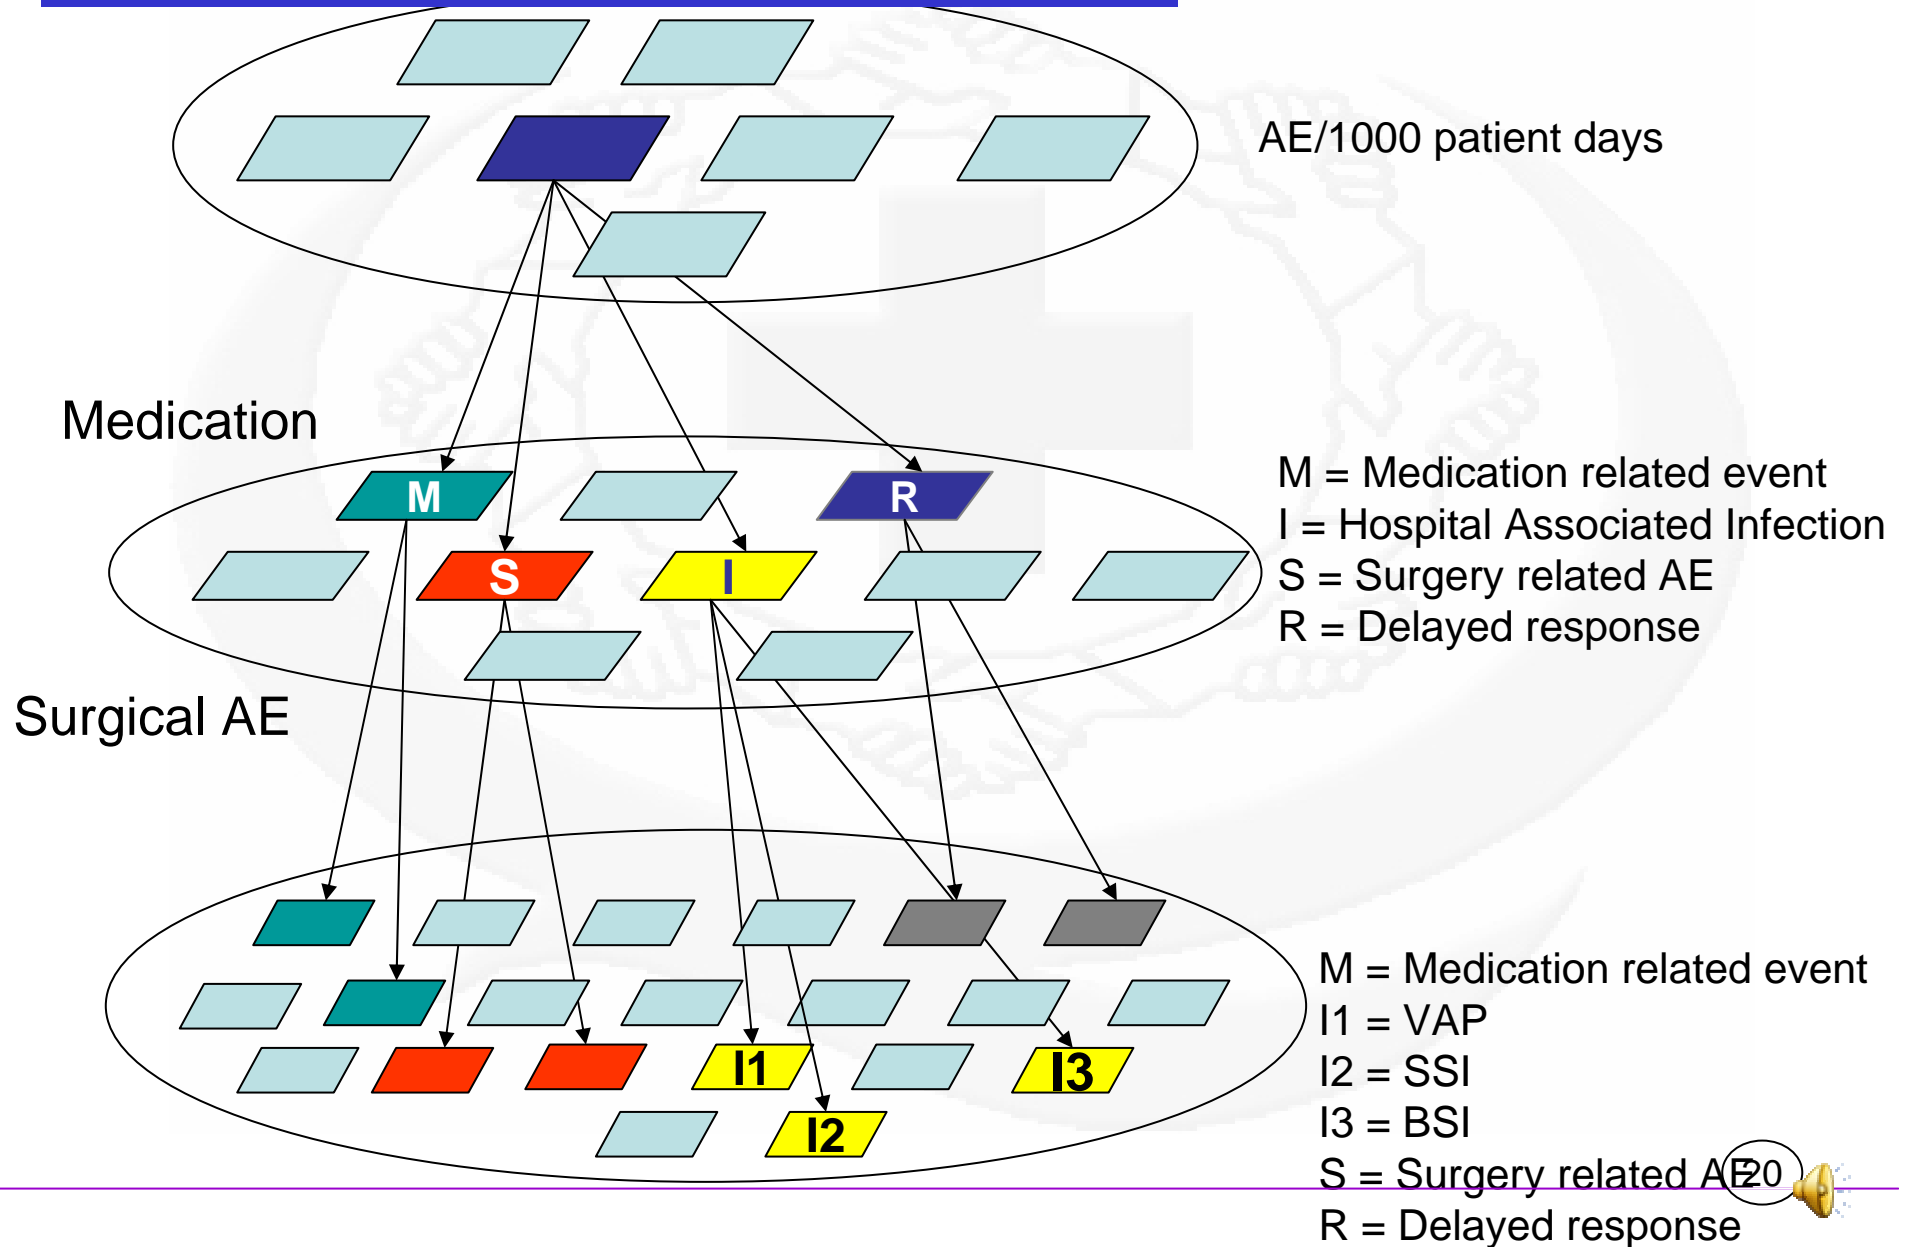 AE/1000 patient days
Medication
M
R
S
I
M = Medication related event
I = Hospital Associated Infection
S = Surgery related AE
R = Delayed response
Surgical AE
I1
I3
I2
M = Medication related event
I1 = VAP
I2 = SSI
I3 = BSI
S = Surgery related AE
R = Delayed response
20